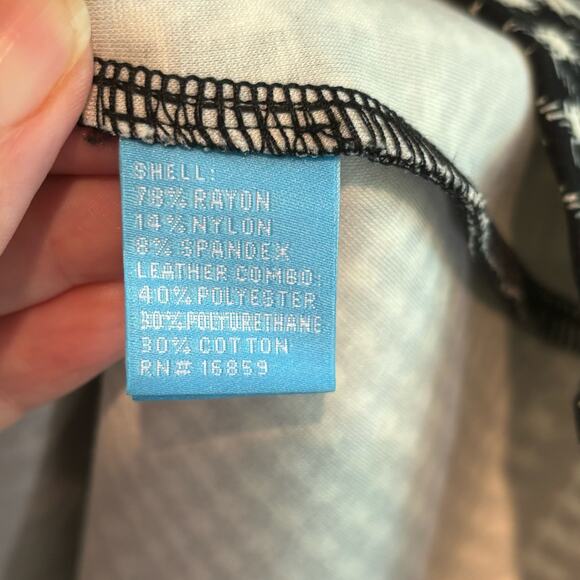 SHELL:
78% RAYON
14% NYLON
8% SPANDEX
LEATHER COMBO:
40% POLYESTER
30% POLYURETHANE
30% COTTON
RN# 16859